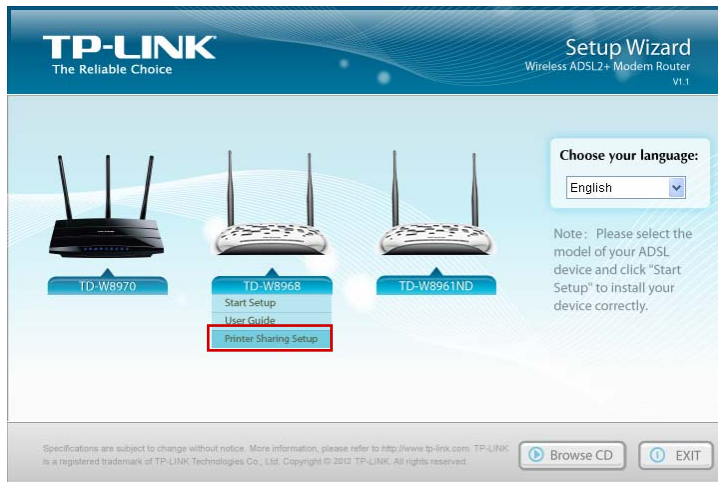 TP-LINK
The Reliable Choice
Setup Wizard
Wireless ADSL2+ Modem Router
V1.1
Choose your language:
English
Note: Please select the
model of your ADSL
device and click "Start
Setup" to install your
device correctly.
TD-W8970
TD-W8968
TD-W8961ND
Start Setup
User Guide
Printer Sharing Setup
Specifications are subject to change without notice. More information, please refer to http://www.tp-link.com TP-LINK
is a registered trademark of TP-LINK Technologies Co., Ltd. Copyright © 2012 TP-LINK. All rights reserved.
Browse CD
EXIT